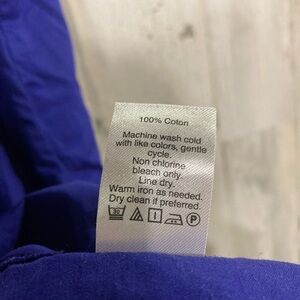 100% Coton
Machine wash cold
with like colors, gentle
cycle.
Non chlorine
bleach only.
Line dry.
Warm iron as needed.
Dry clean if preferred.
30 P